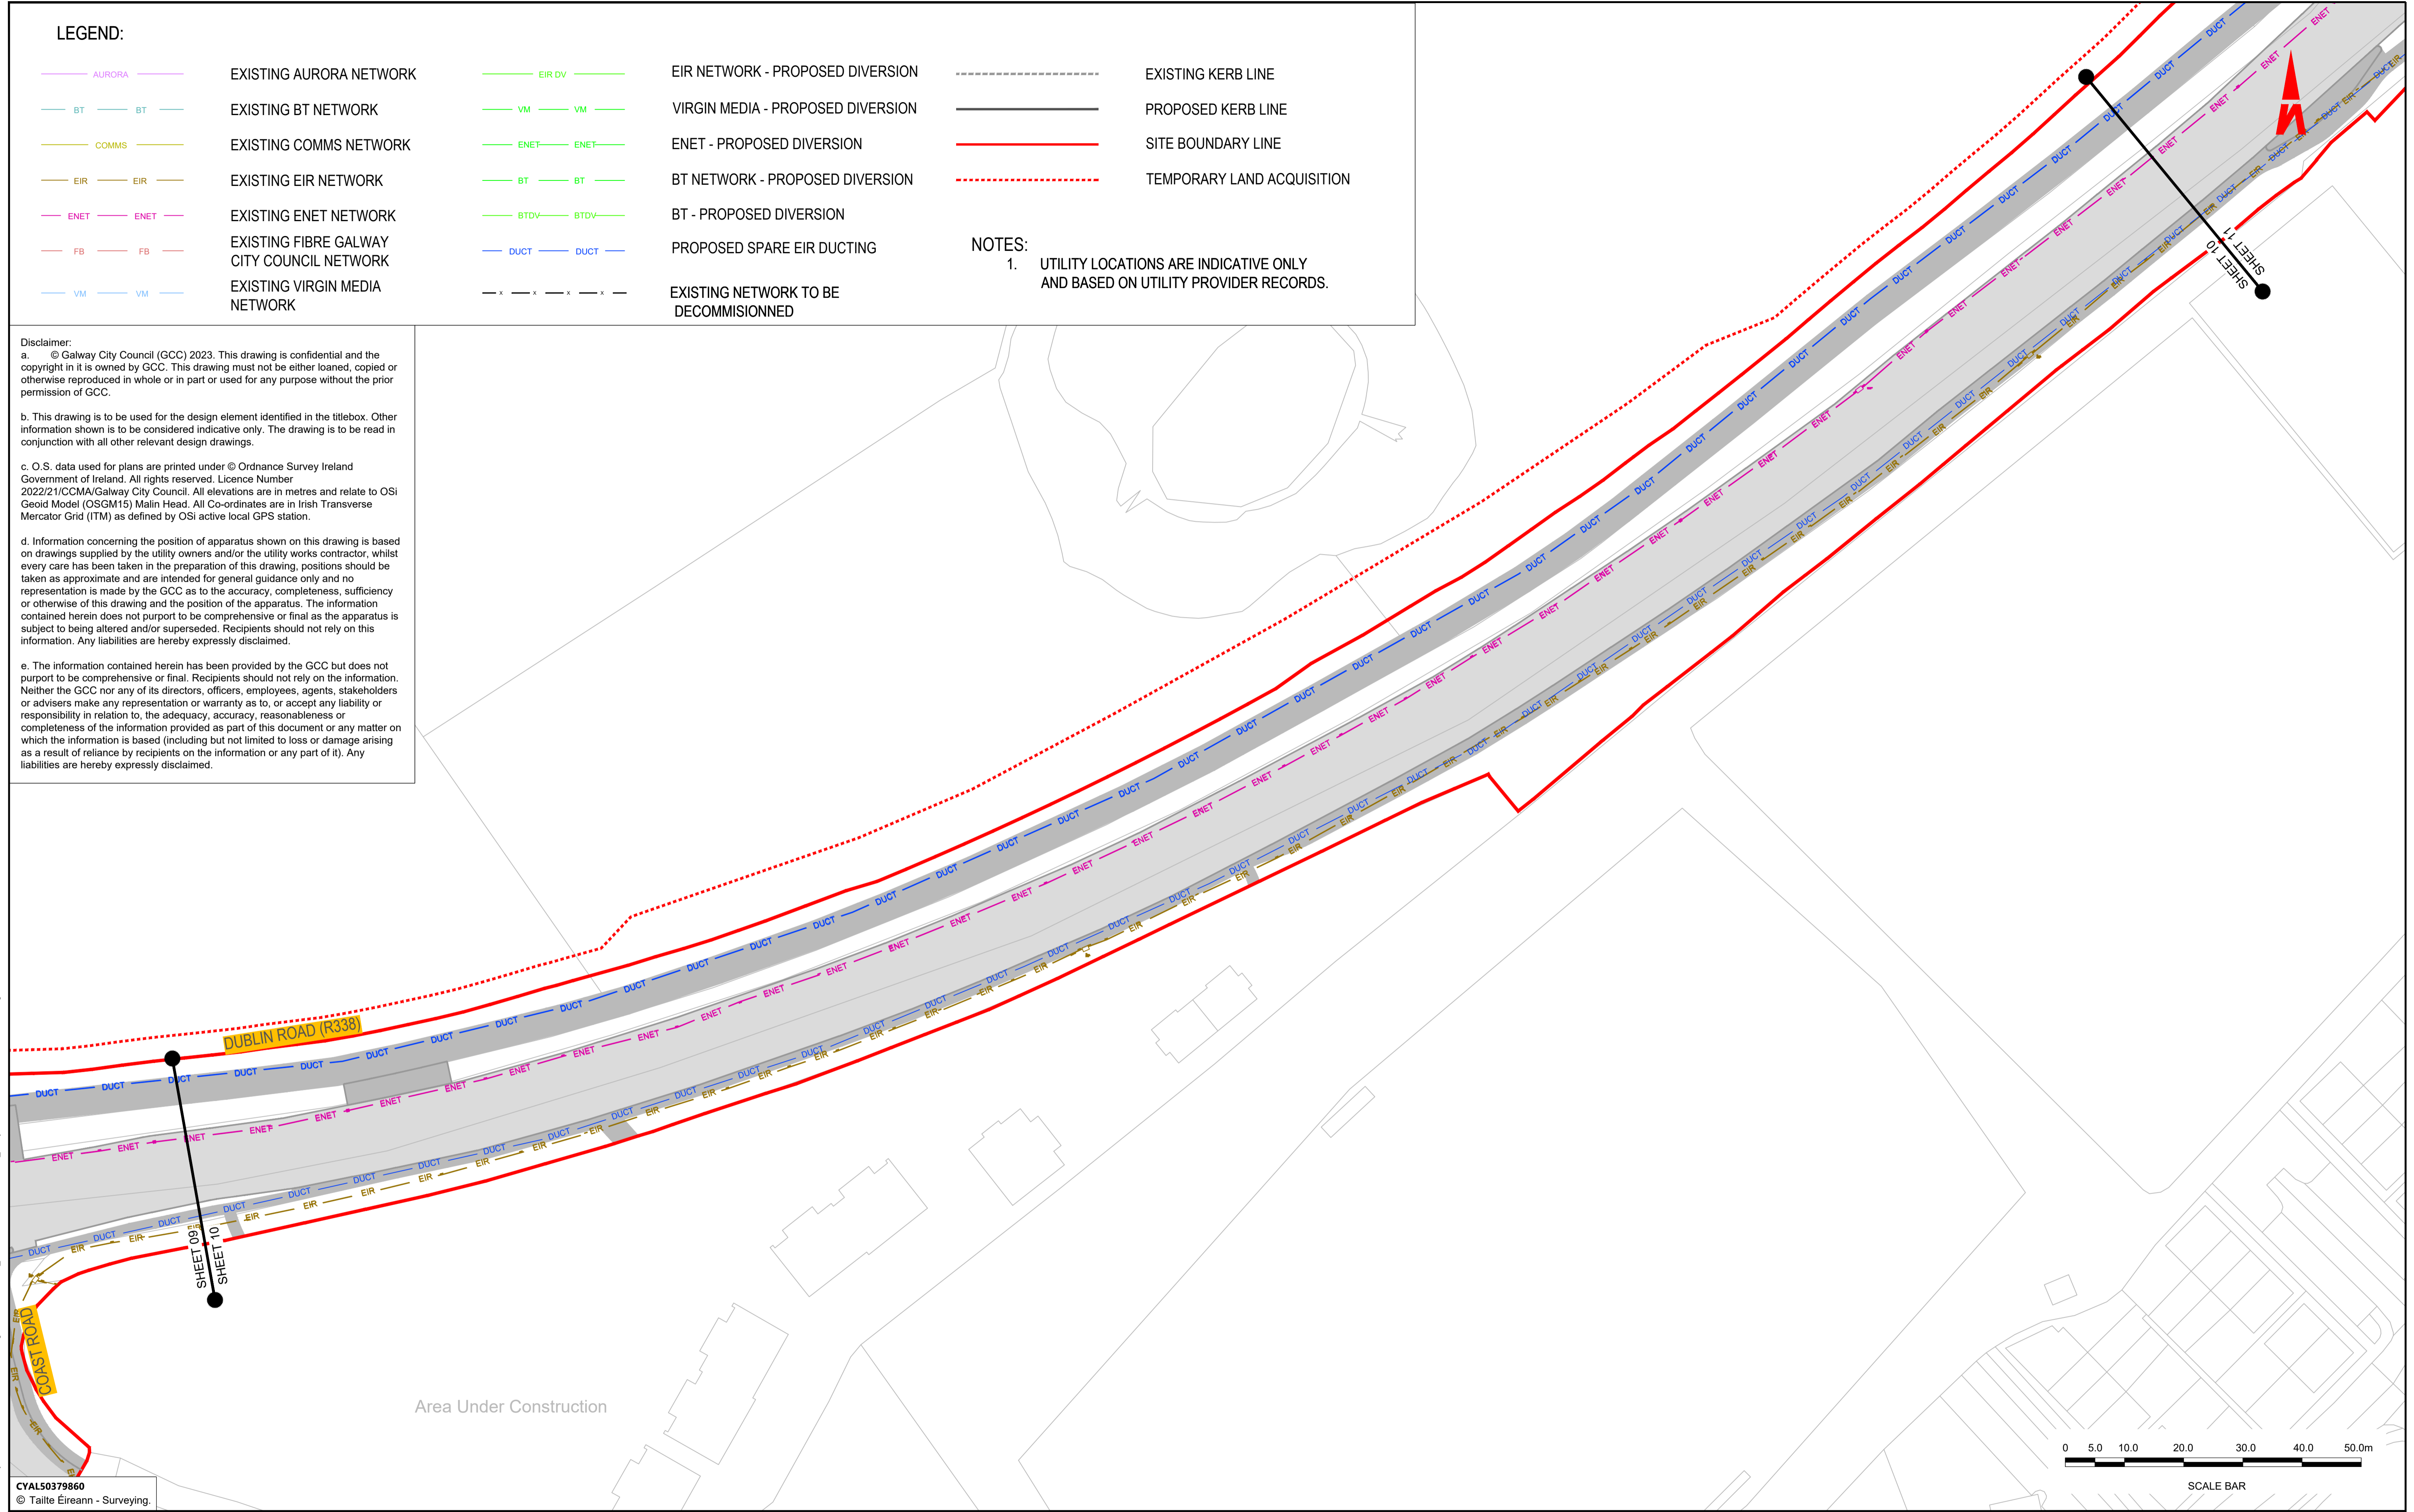 LEGEND:
AURORA
EXISTING AURORA NETWORK
BT BT
EXISTING BT NETWORK
COMMS
EXISTING COMMS NETWORK
EIR EIR
EXISTING EIR NETWORK
ENET ENET
EXISTING ENET NETWORK
FB FB
EXISTING FIBRE GALWAY
CITY COUNCIL NETWORK
VM VM
EXISTING VIRGIN MEDIA
NETWORK
EIR DV
EIR NETWORK - PROPOSED DIVERSION
VM VM
VIRGIN MEDIA - PROPOSED DIVERSION
ENET ENET
ENET - PROPOSED DIVERSION
BT BT
BT NETWORK - PROPOSED DIVERSION
BTDV BTDV
BT - PROPOSED DIVERSION
DUCT DUCT
PROPOSED SPARE EIR DUCTING
x x x x
EXISTING NETWORK TO BE
DECOMMISIONNED
EXISTING KERB LINE
PROPOSED KERB LINE
SITE BOUNDARY LINE
TEMPORARY LAND ACQUISITION
NOTES:
1. UTILITY LOCATIONS ARE INDICATIVE ONLY
AND BASED ON UTILITY PROVIDER RECORDS.
Disclaimer:
a. © Galway City Council (GCC) 2023. This drawing is confidential and the
copyright in it is owned by GCC. This drawing must not be either loaned, copied or
otherwise reproduced in whole or in part or used for any purpose without the prior
permission of GCC.
b. This drawing is to be used for the design element identified in the titlebox. Other
information shown is to be considered indicative only. The drawing is to be read in
conjunction with all other relevant design drawings.
c. O.S. data used for plans are printed under © Ordnance Survey Ireland
Government of Ireland. All rights reserved. Licence Number
2022/21/CCMA/Galway City Council. All elevations are in metres and relate to OSi
Geoid Model (OSGM15) Malin Head. All Co-ordinates are in Irish Transverse
Mercator Grid (ITM) as defined by OSi active local GPS station.
d. Information concerning the position of apparatus shown on this drawing is based
on drawings supplied by the utility owners and/or the utility works contractor, whilst
every care has been taken in the preparation of this drawing, positions should be
taken as approximate and are intended for general guidance only and no
representation is made by the GCC as to the accuracy, completeness, sufficiency
or otherwise of this drawing and the position of the apparatus. The information
contained herein does not purport to be comprehensive or final as the apparatus is
subject to being altered and/or superseded. Recipients should not rely on this
information. Any liabilities are hereby expressly disclaimed.
e. The information contained herein has been provided by the GCC but does not
purport to be comprehensive or final. Recipients should not rely on the information.
Neither the GCC nor any of its directors, officers, employees, agents, stakeholders
or advisers make any representation or warranty as to, or accept any liability or
responsibility in relation to, the adequacy, accuracy, reasonableness or
completeness of the information provided as part of this document or any matter on
which the information is based (including but not limited to loss or damage arising
as a result of reliance by recipients on the information or any part of it). Any
liabilities are hereby expressly disclaimed.
N
SHEET 10
SHEET 11
DUBLIN ROAD (R338)
DUCT
ENET
DUCT
EIR
SHEET 09
SHEET 10
COAST ROAD
Area Under Construction
0 5.0 10.0 20.0 30.0 40.0 50.0m
SCALE BAR
CYAL50379860
© Tailte Éireann - Surveying.